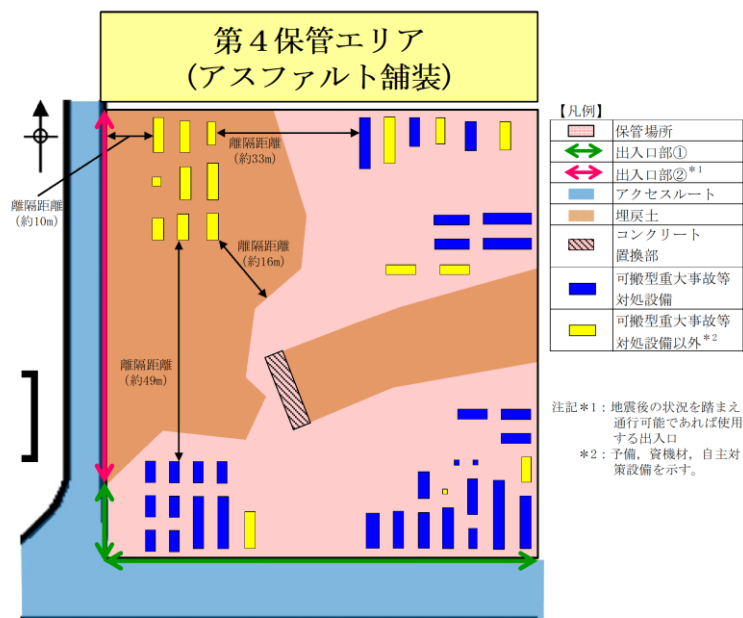 第４保管エリア
(アスファルト舗装)
離隔距離
(約33m)
離隔距離
(約10m)
離隔距離
(約16m)
離隔距離
(約49m)
【凡例】
保管場所
出入口部①
出入口部②*1
アクセスルート
埋戻土
コンクリート
置換部
可搬型重大事故等
対処設備
可搬型重大事故等
対処設備以外*2
注記*1：地震後の状況を踏まえ
通行可能であれば使用
する出入口
*2：予備，資機材，自主対
策設備を示す。